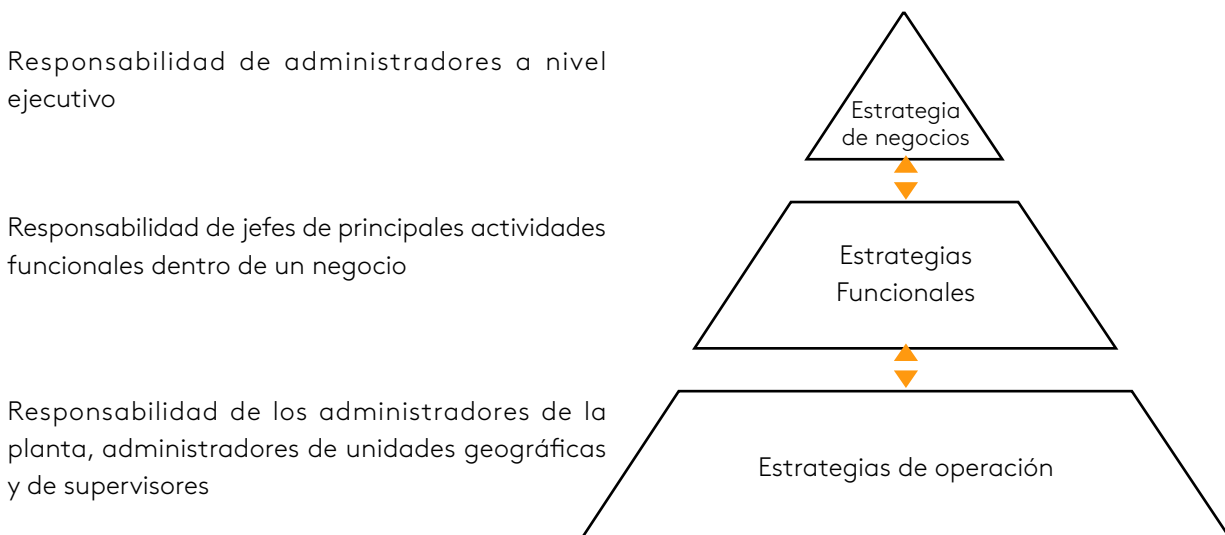 Responsabilidad de administradores a nivel
ejecutivo
Estrategia
de negocios
Responsabilidad de jefes de principales actividades
funcionales dentro de un negocio
Estrategias
Funcionales
Responsabilidad de los administradores de la
planta, administradores de unidades geográficas
y de supervisores
Estrategias de operación